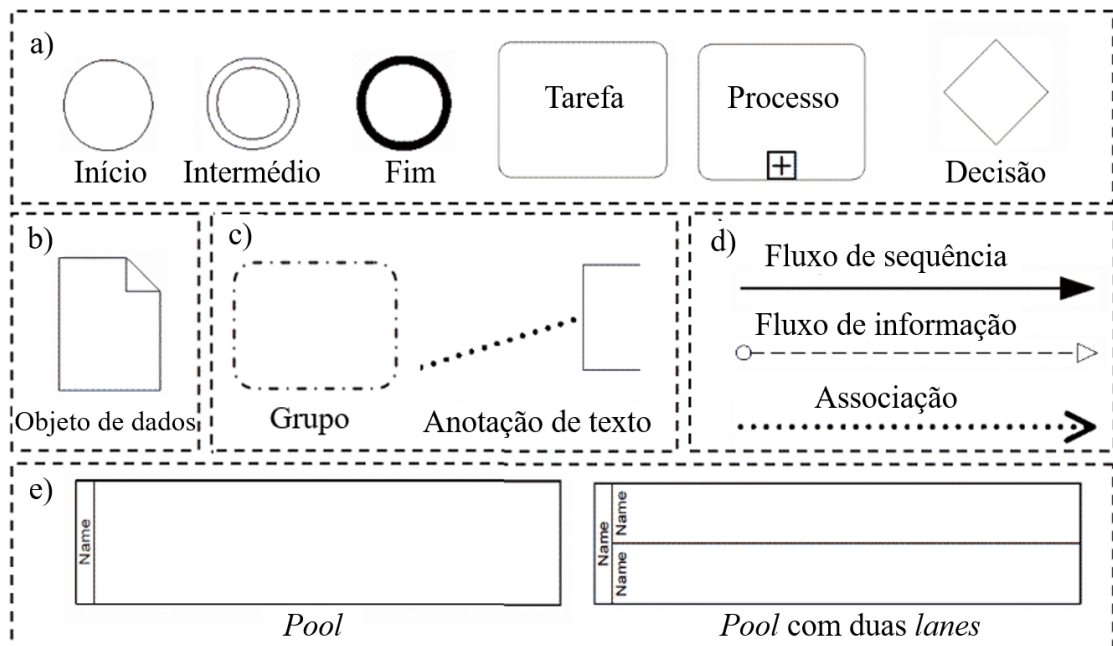 a)
Início
Intermédio
Fim
Tarefa
Processo
Decisão
b)
Objeto de dados
c)
Grupo
Anotação de texto
d)
Fluxo de sequência
Fluxo de informação
Associação
e)
Name
Pool
Name
Name
Name
Pool com duas lanes